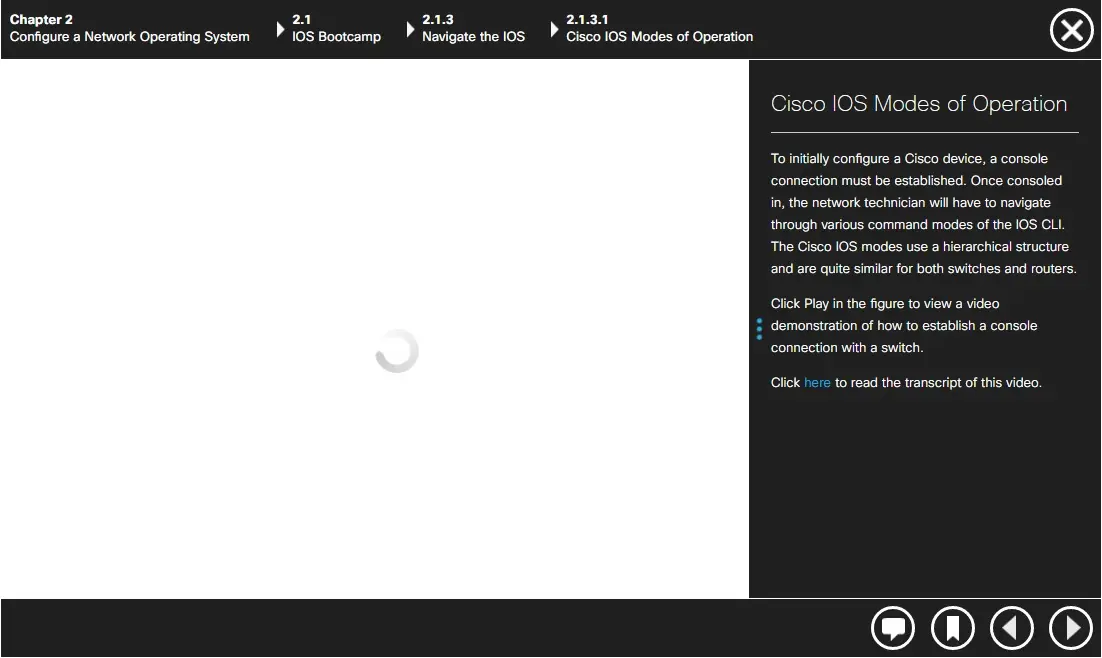 Chapter 2
Configure a Network Operating System
2.1
IOS Bootcamp
2.1.3
Navigate the IOS
2.1.3.1
Cisco IOS Modes of Operation
Cisco IOS Modes of Operation
To initially configure a Cisco device, a console
connection must be established. Once consoled
in, the network technician will have to navigate
through various command modes of the IOS CLI.
The Cisco IOS modes use a hierarchical structure
and are quite similar for both switches and routers.
Click Play in the figure to view a video
demonstration of how to establish a console
connection with a switch.
Click here to read the transcript of this video.